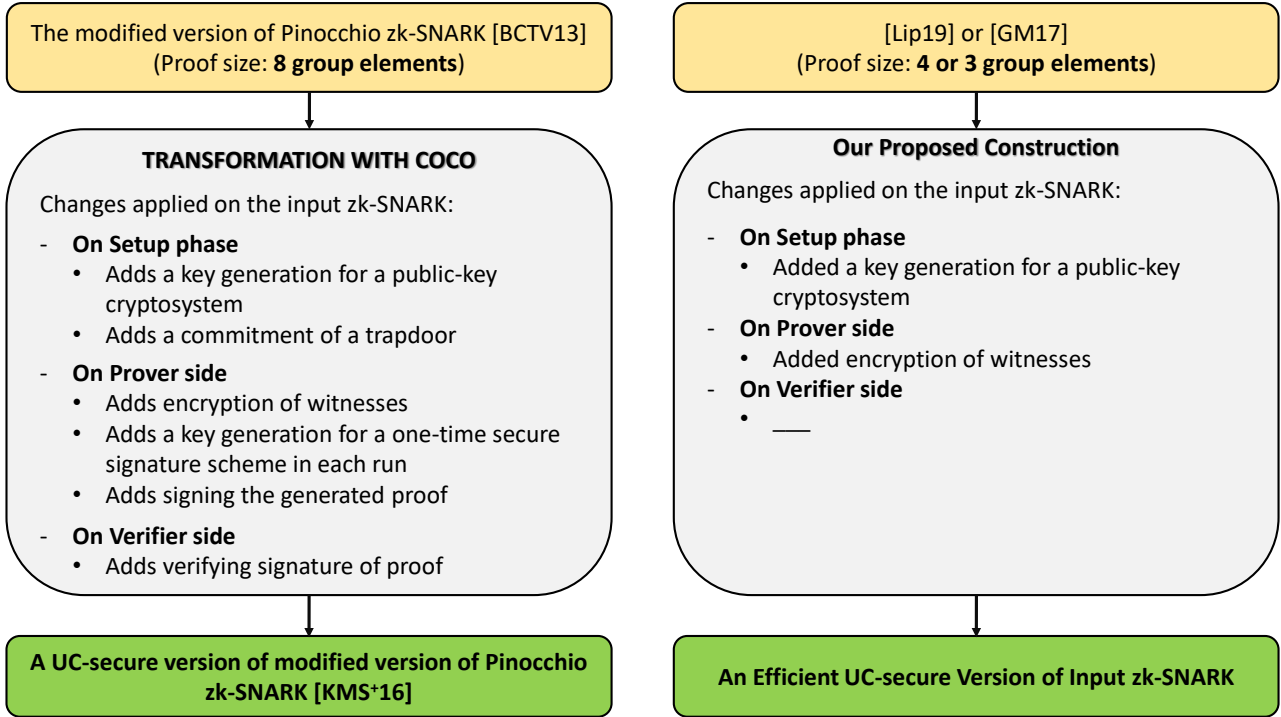 The modified version of Pinocchio zk-SNARK [BCTV13]
(Proof size: 8 group elements)
TRANSFORMATION WITH COCO
Changes applied on the input zk-SNARK:
- On Setup phase
• Adds a key generation for a public-key
cryptosystem
• Adds a commitment of a trapdoor
- On Prover side
• Adds encryption of witnesses
• Adds a key generation for a one-time secure
signature scheme in each run
• Adds signing the generated proof
- On Verifier side
• Adds verifying signature of proof
A UC-secure version of modified version of Pinocchio
zk-SNARK [KMS+16]
[Lip19] or [GM17]
(Proof size: 4 or 3 group elements)
Our Proposed Construction
Changes applied on the input zk-SNARK:
- On Setup phase
• Added a key generation for a public-key
cryptosystem
- On Prover side
• Added encryption of witnesses
- On Verifier side
• ___
An Efficient UC-secure Version of Input zk-SNARK